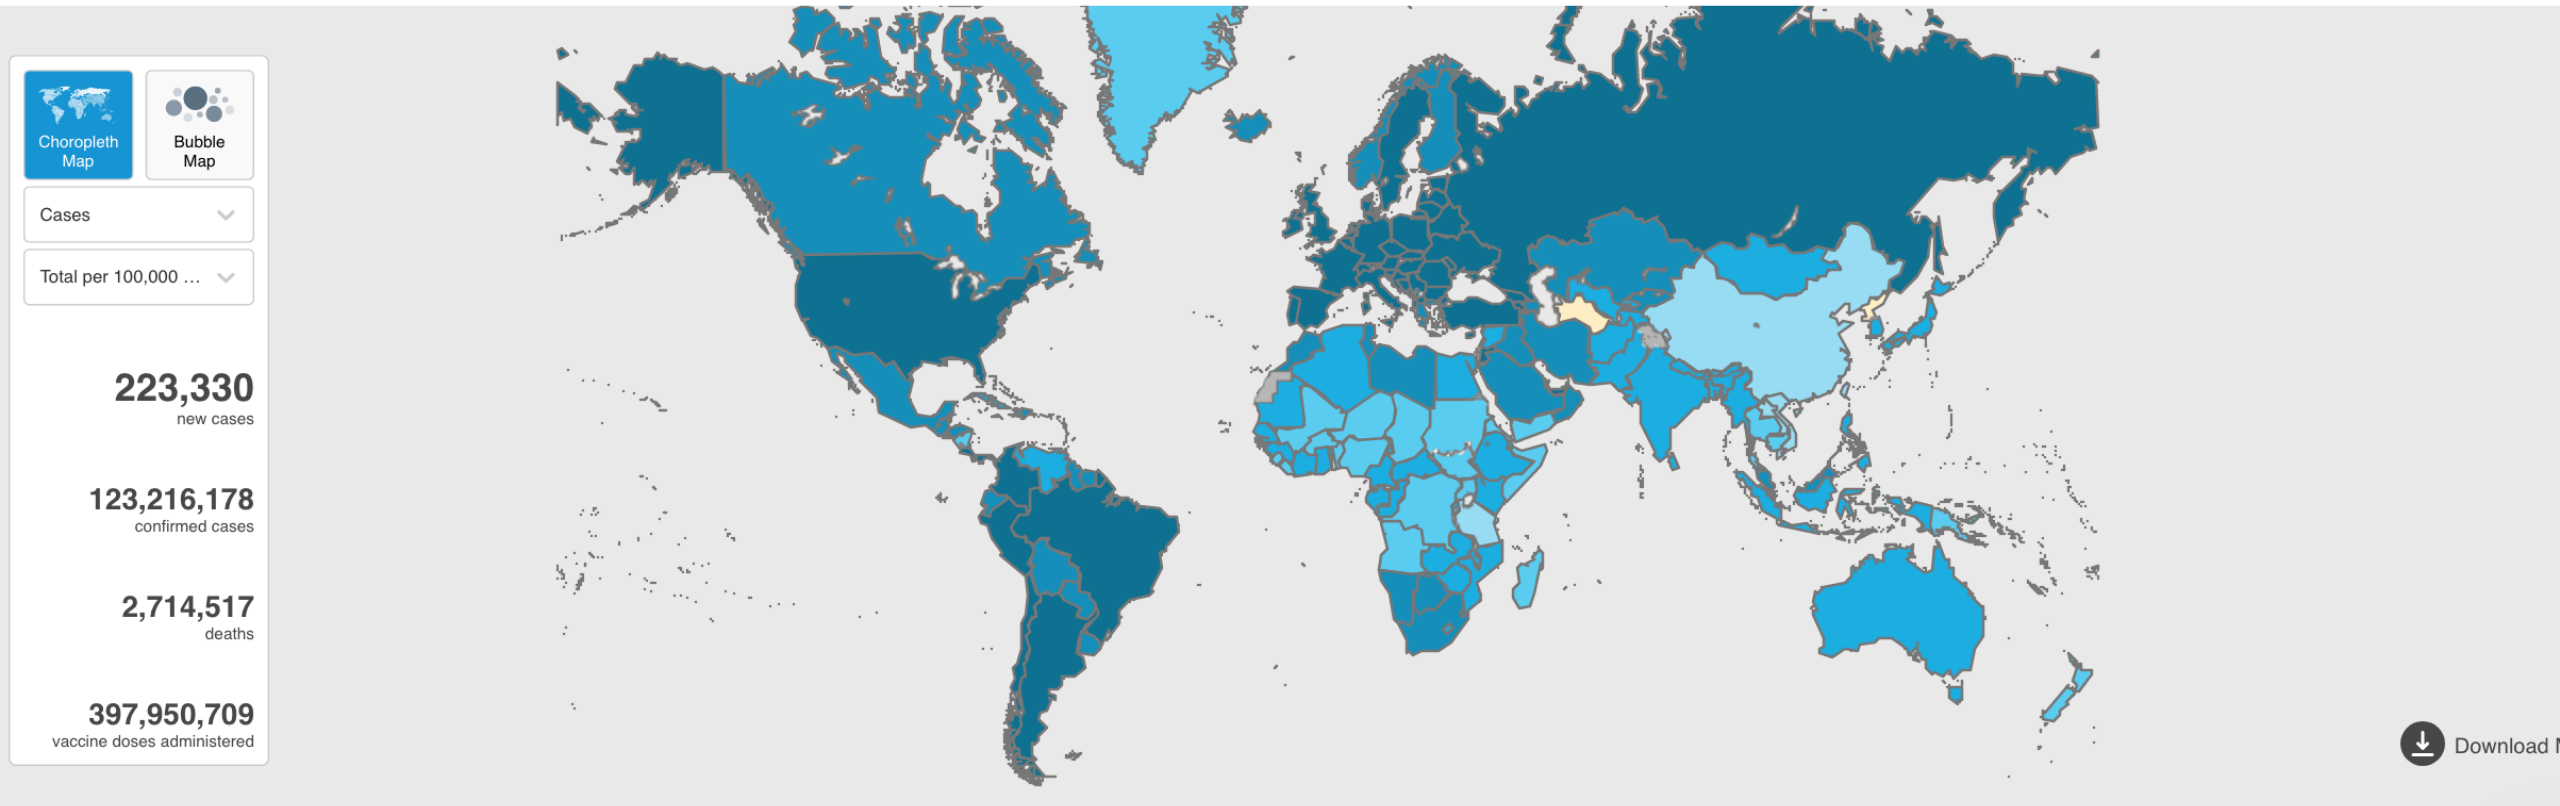 Choropleth
Map
Bubble
Map
Cases
Total per 100,000 ...
223,330
new cases
123,216,178
confirmed cases
2,714,517
deaths
397,950,709
vaccine doses administered
Download